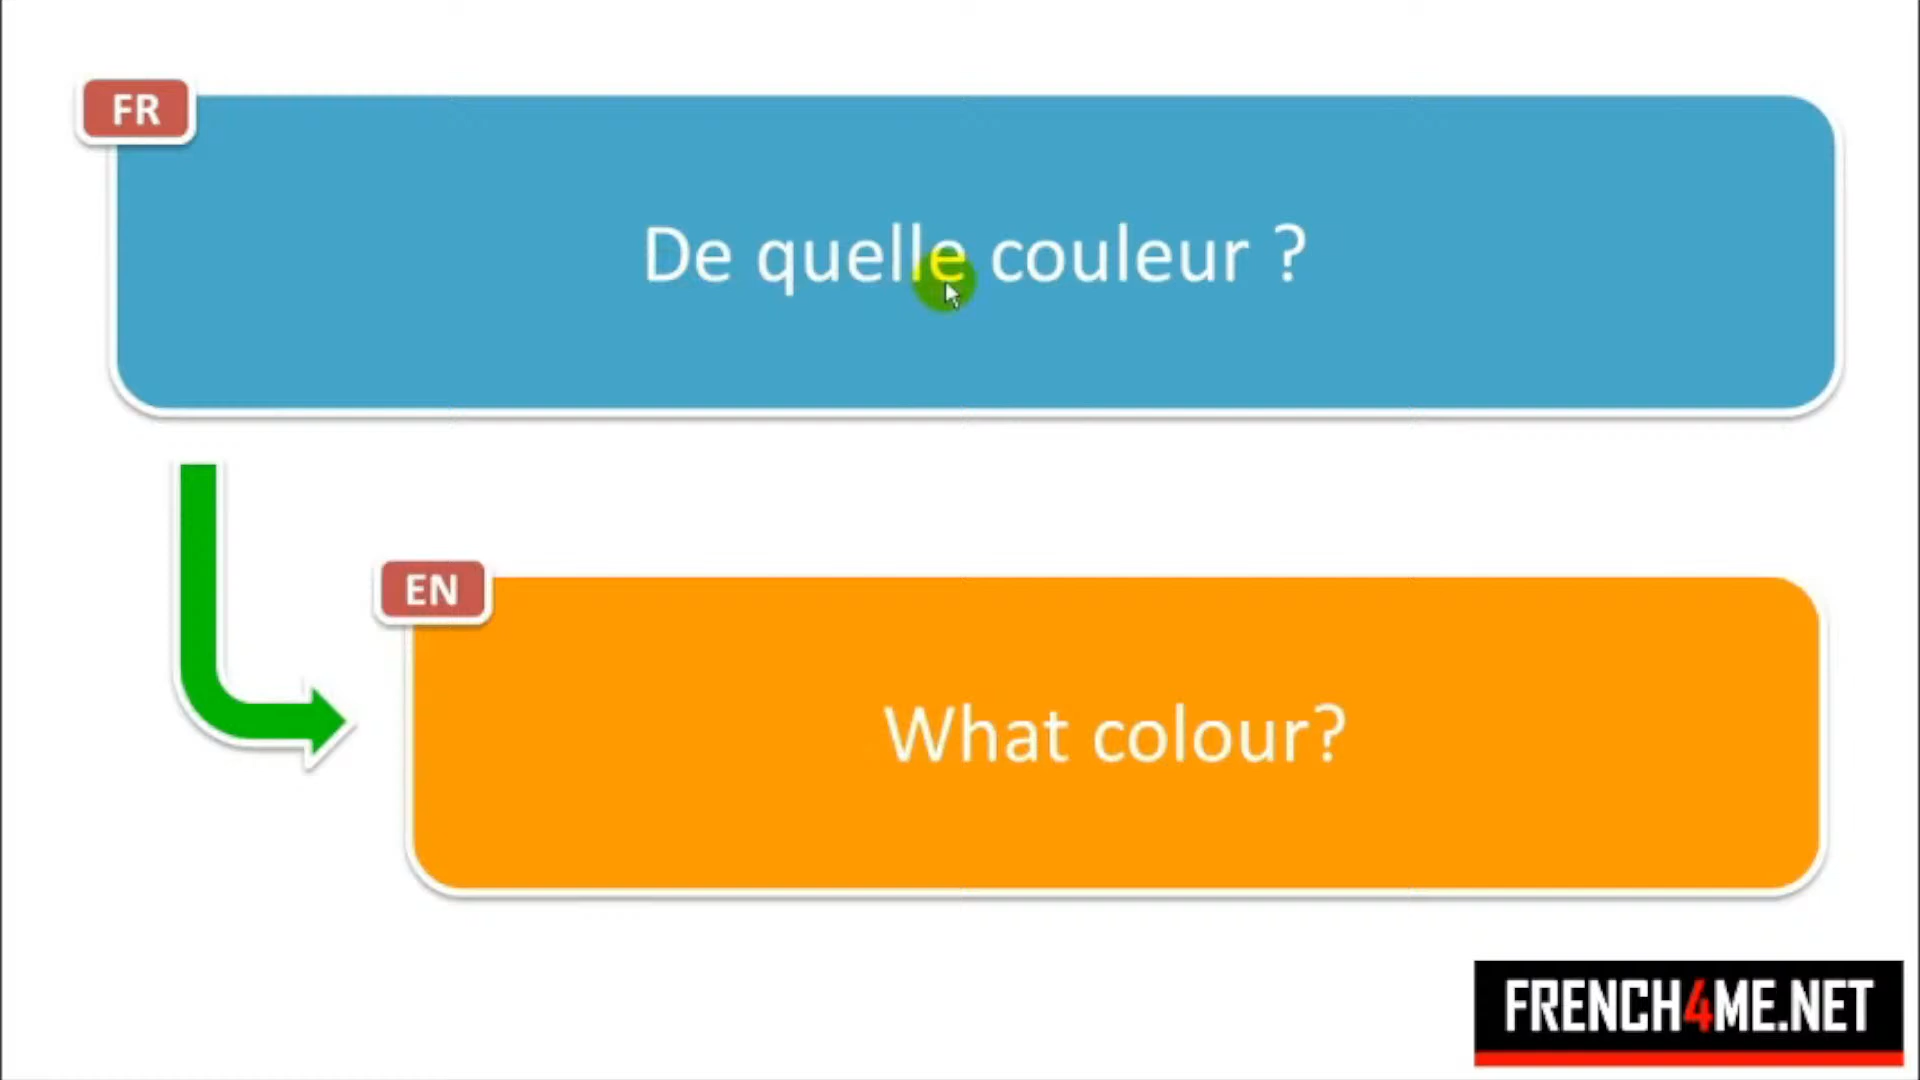 FR
De quelle couleur ?
EN
What colour?
FRENCH4ME.NET